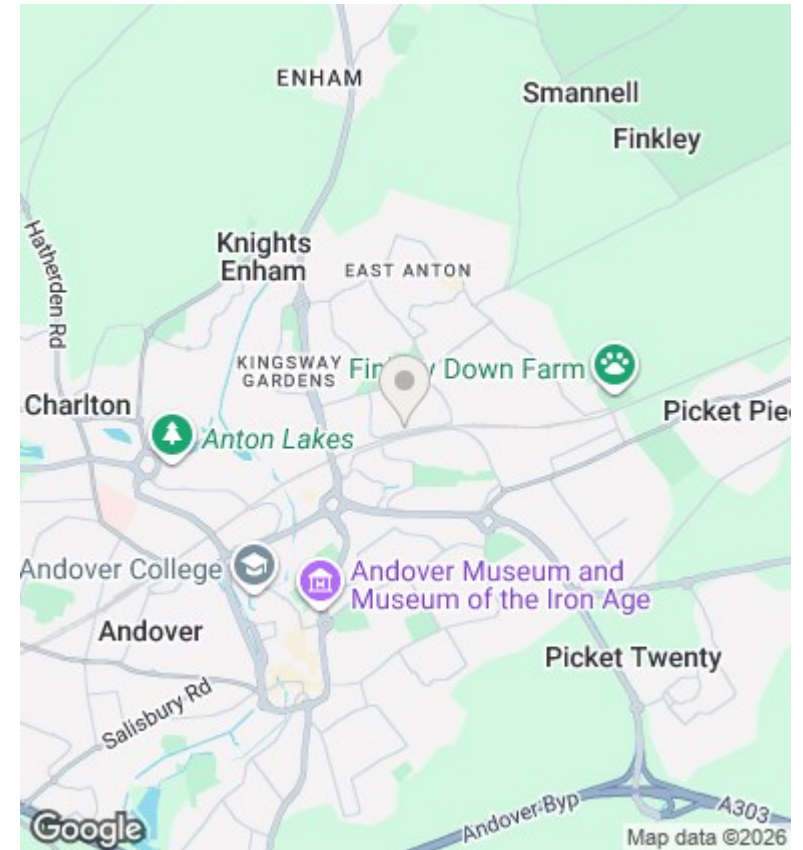 ENHAM
Smannell
Finkley
Hatherden Rd
Knights
Enham
EAST ANTON
KINGSWAY
GARDENS
Down Farm
Charlton
Picket
Anton Lakes
Andover College
Andover Museum and
Museum of the Iron Age
Andover
Picket Twenty
Salisbury Rd
Andover Byp
A303
Google
Map data ©2026